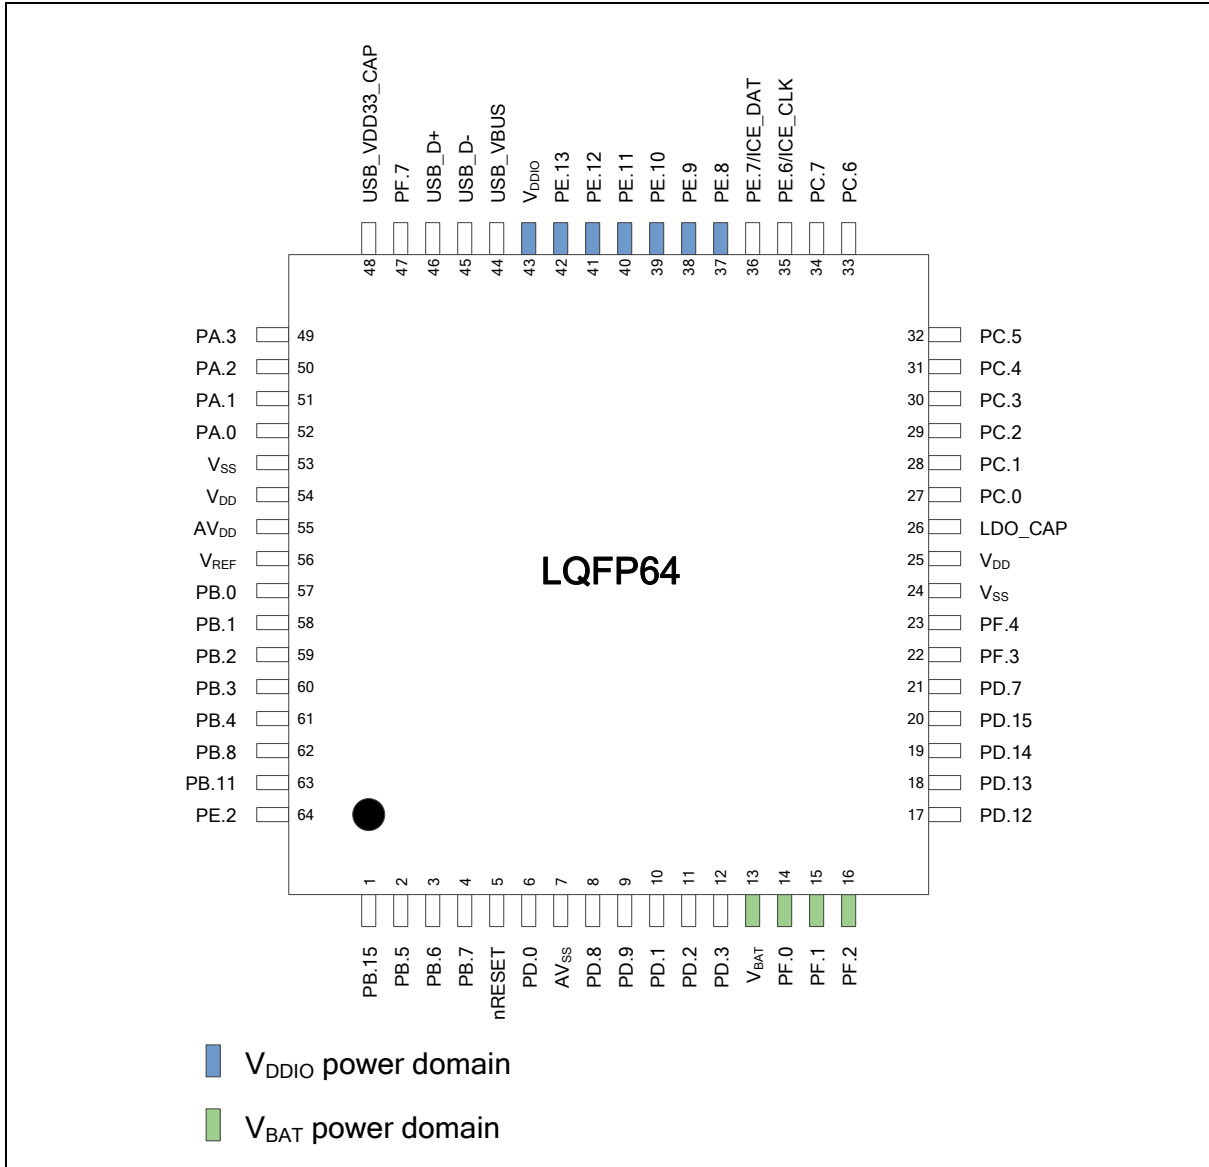 USB_VDD33_CAP
PF.7
USB_D+
USB_D-
USB_VBUS
VDDIO
PE.13
PE.12
PE.11
PE.10
PE.9
PE.8
PE.7/ICE_DAT
PE.6/ICE_CLK
PC.7
PC.6
48
47
46
45
44
43
42
41
40
39
38
37
36
35
34
33
PA.3 49
PA.2 50
PA.1 51
PA.0 52
VSS 53
VDD 54
AVDD 55
VREF 56
PB.0 57
PB.1 58
PB.2 59
PB.3 60
PB.4 61
PB.8 62
PB.11 63
PE.2 64
LQFP64
32 PC.5
31 PC.4
30 PC.3
29 PC.2
28 PC.1
27 PC.0
26 LDO_CAP
25 VDD
24 VSS
23 PF.4
22 PF.3
21 PD.7
20 PD.15
19 PD.14
18 PD.13
17 PD.12
1
2
3
4
5
6
7
8
9
10
11
12
13
14
15
16
PB.15
PB.5
PB.6
PB.7
nRESET
PD.0
AVSS
PD.8
PD.9
PD.1
PD.2
PD.3
VBAT
PF.0
PF.1
PF.2
VDDIO power domain
VBAT power domain